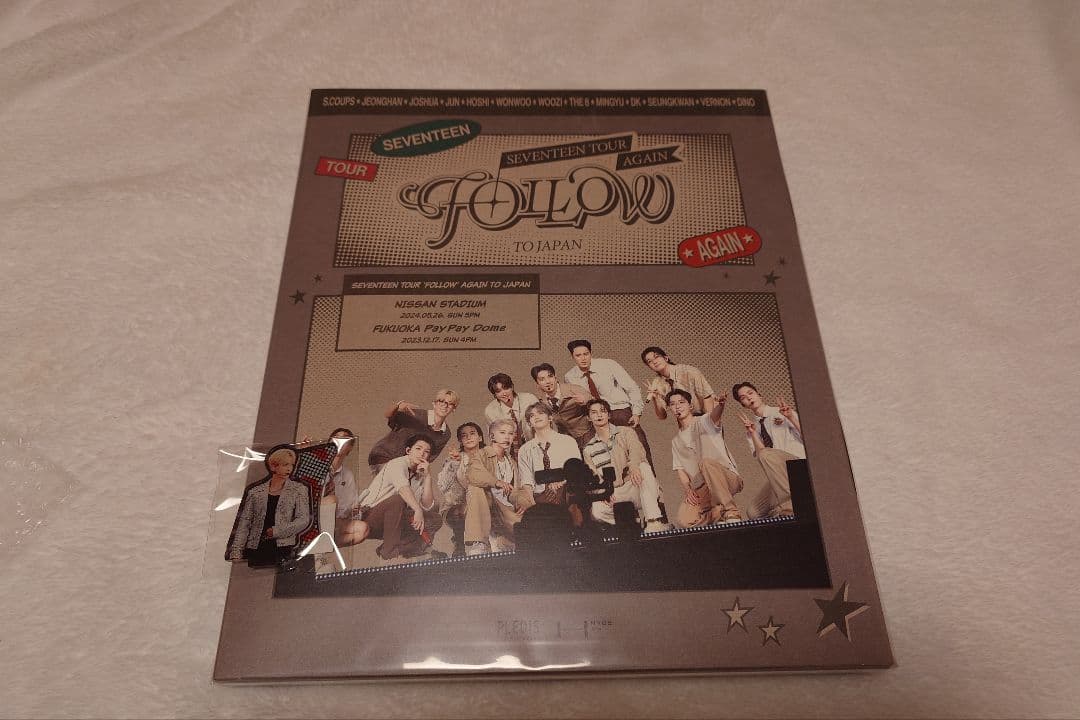 S.COUPS★JEONGHAN★JOSHUA★JUN★HOSHI★WONWOO★WOOZI★THE 8★MINGYU★DK★SEUNGKWAN★VERNON★DINO
SEVENTEEN
TOUR
SEVENTEEN TOUR
AGAIN
FOLLOW
TO JAPAN
★ AGAIN ★
SEVENTEEN TOUR 'FOLLOW' AGAIN TO JAPAN
NISSAN STADIUM
2024.05.26. SUN 5PM
FUKUOKA PayPay Dome
2023.12.17. SUN 4PM
PLEDIS
HYBE